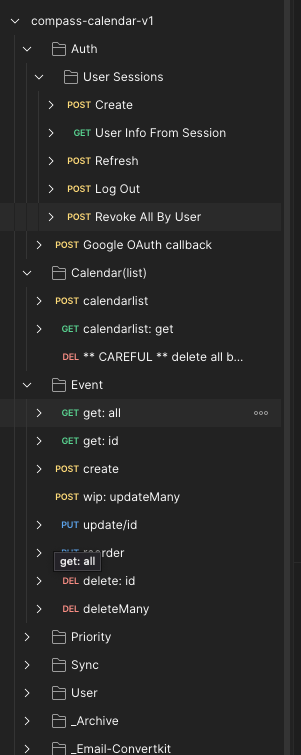 compass-calendar-v1
Auth
User Sessions
POST Create
GET User Info From Session
POST Refresh
POST Log Out
POST Revoke All By User
POST Google OAuth callback
Calendar(list)
POST calendarlist
GET calendarlist: get
DEL ** CAREFUL ** delete all b...
Event
GET get: all
GET get: id
POST create
POST wip: updateMany
PUT update/id
PUT reorder
get: all
DEL delete: id
DEL deleteMany
Priority
Sync
User
_Archive
_Email-Convertkit